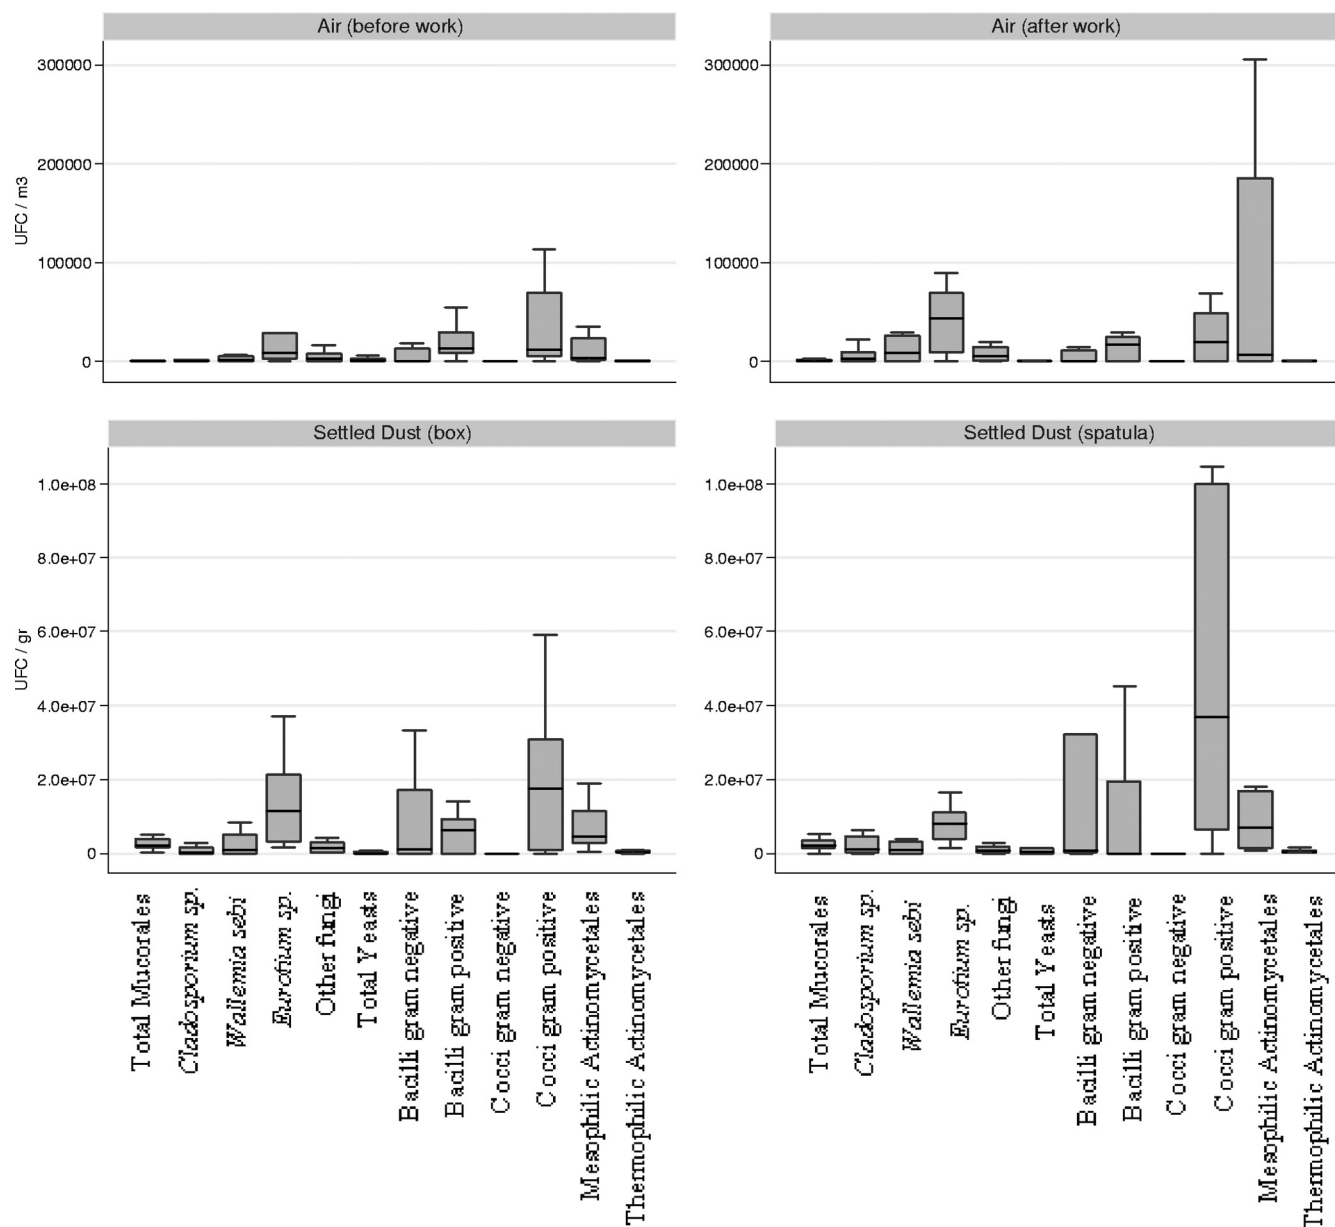 Air (before work)
Air (after work)
UFC / m3
300000
200000
100000
0
300000
200000
100000
0
Settled Dust (box)
Settled Dust (spatula)
UFC / gr
1.0e+08
8.0e+07
6.0e+07
4.0e+07
2.0e+07
0
1.0e+08
8.0e+07
6.0e+07
4.0e+07
2.0e+07
0
Total Mucorales
Cladosporium sp.
Wallemia sebi
Eurotium sp.
Other fungi
Total Yeasts
Bacilli gram negative
Bacilli gram positive
Cocci gram negative
Cocci gram positive
Mesophilic Actinomycetales
Thermophilic Actinomycetales
Total Mucorales
Cladosporium sp.
Wallemia sebi
Eurotium sp.
Other fungi
Total Yeasts
Bacilli gram negative
Bacilli gram positive
Cocci gram negative
Cocci gram positive
Mesophilic Actinomycetales
Thermophilic Actinomycetales